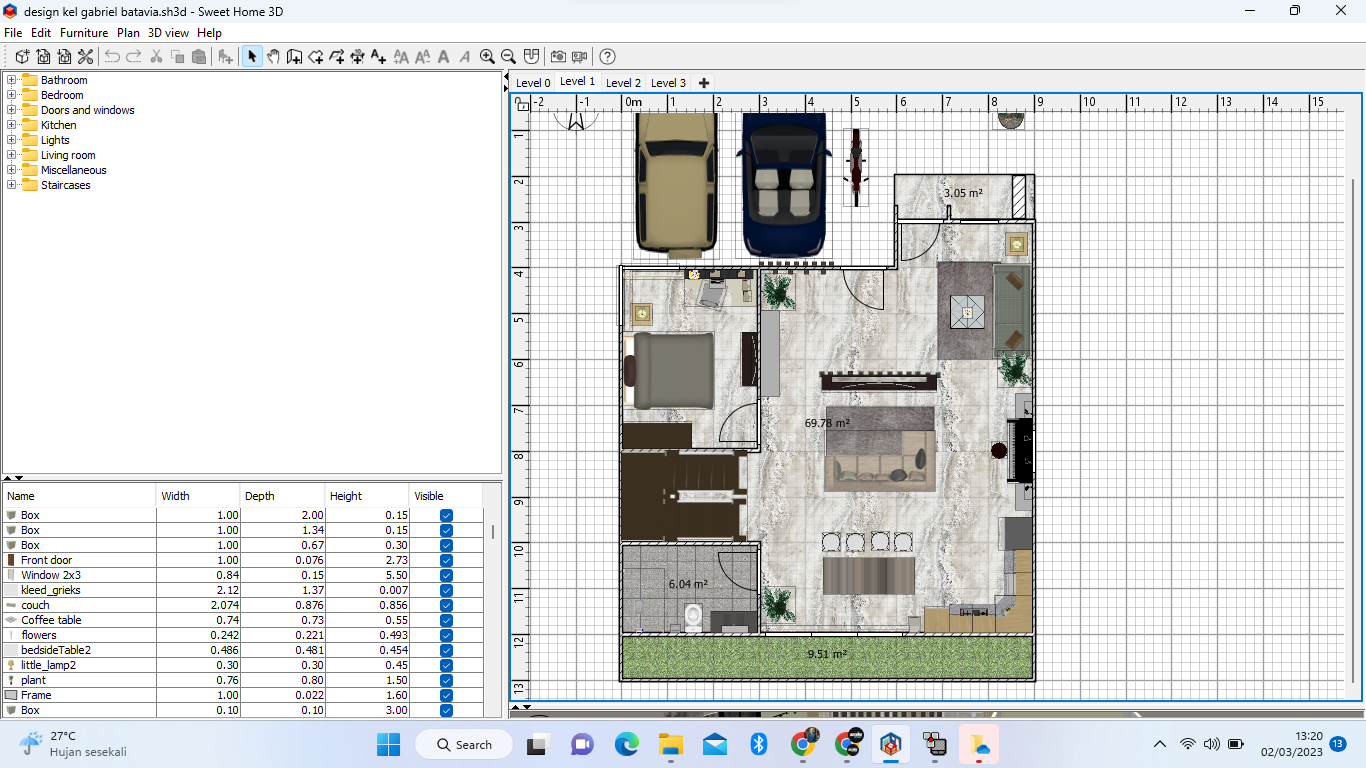 design kel gabriel batavia.sh3d - Sweet Home 3D
File Edit Furniture Plan 3D view Help
Level 0 Level 1 Level 2 Level 3
-2 -1 0m 1 2 3 4 5 6 7 8 9 10 11 12 13 14 15
1
2
3
4
5
6
7
8
9
10
11
12
13
Bathroom
Bedroom
Doors and windows
Kitchen
Lights
Living room
Miscellaneous
Staircases
3.05 m²
69.78 m²
6.04 m²
9.51 m²
Name Width Depth Height Visible
Box 1.00 2.00 0.15
Box 1.00 1.34 0.15
Box 1.00 0.67 0.30
Front door 1.00 0.076 2.73
Window 2x3 0.84 0.15 5.50
kleed_grieks 2.12 1.37 0.007
couch 2.074 0.876 0.856
Coffee table 0.74 0.73 0.55
flowers 0.242 0.221 0.493
bedsideTable2 0.486 0.481 0.454
little_lamp2 0.30 0.30 0.45
plant 0.76 0.80 1.50
Frame 1.00 0.022 1.60
Box 0.10 0.10 3.00
27°C
Hujan sesekali
Search
13:20
02/03/2023
13